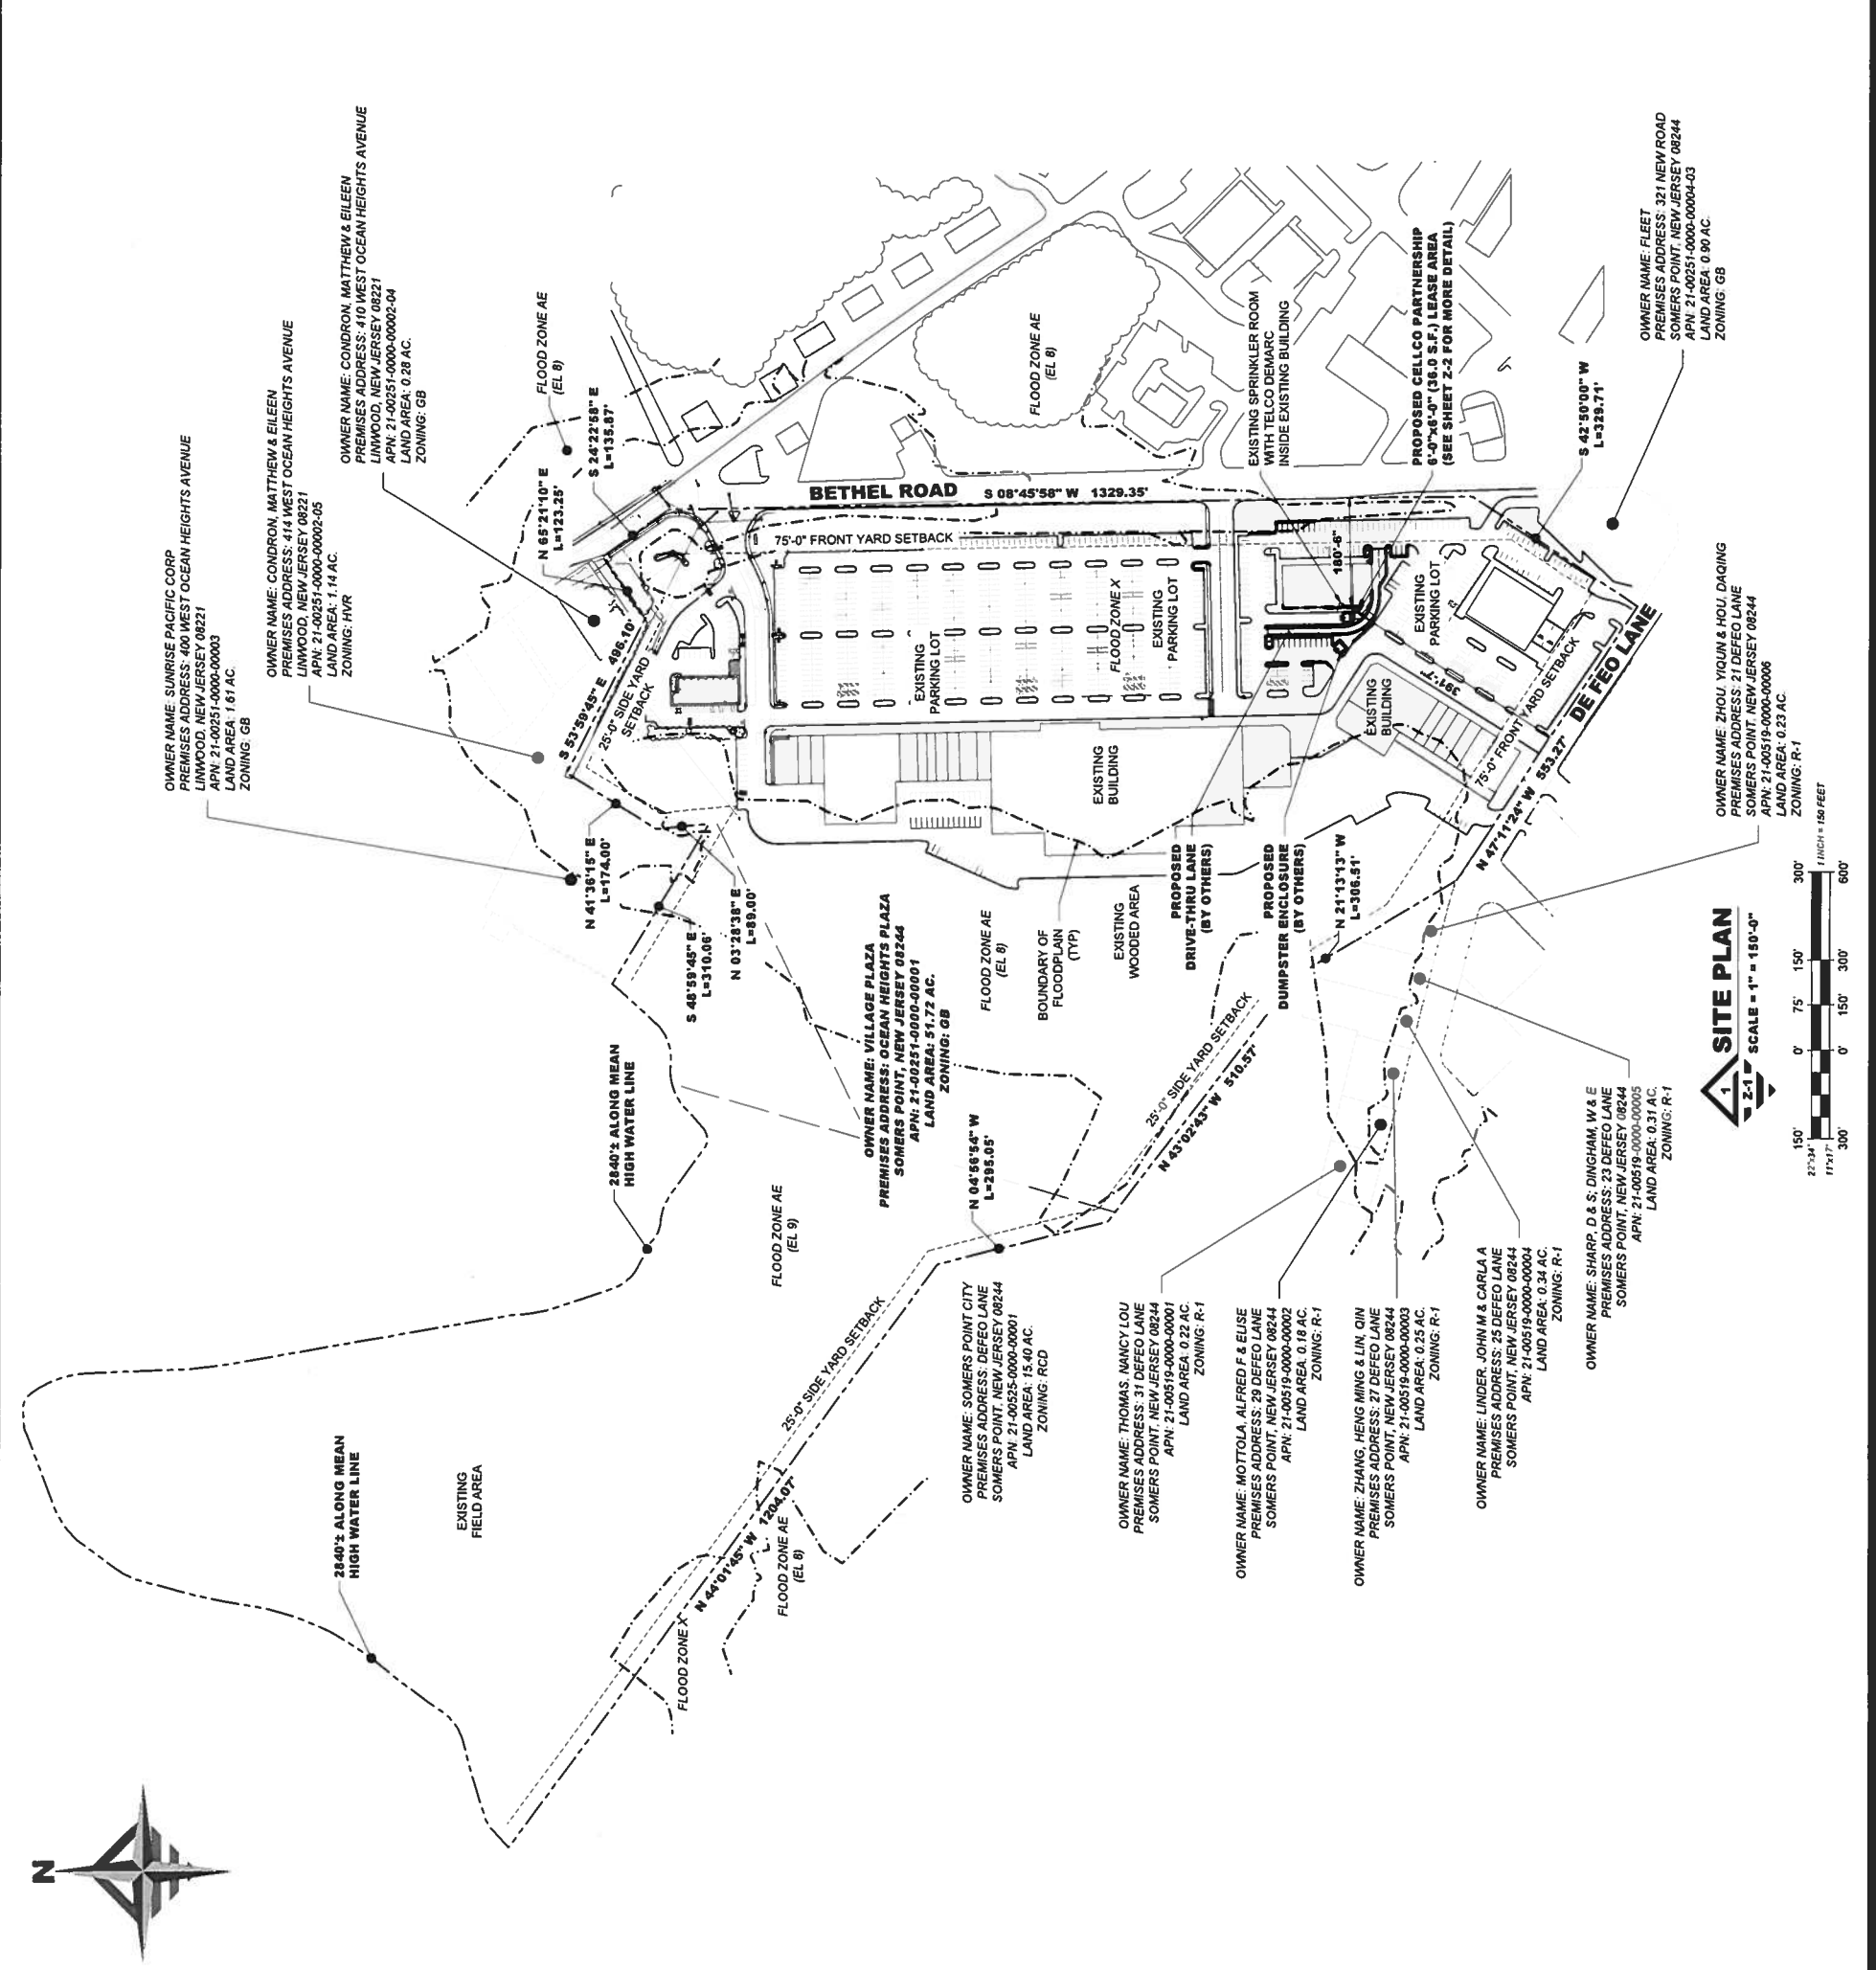 N
OWNER NAME: SUNRISE PACIFIC CORP
PREMISES ADDRESS: 400 WEST OCEAN HEIGHTS AVENUE
LINWOOD, NEW JERSEY 08221
APN: 21-00251-0000-00003
LAND AREA: 1.61 AC.
ZONING: GB
OWNER NAME: CONDRON, MATTHEW & EILEEN
PREMISES ADDRESS: 414 WEST OCEAN HEIGHTS AVENUE
LINWOOD, NEW JERSEY 08221
APN: 21-00251-0000-00002-05
LAND AREA: 1.14 AC.
ZONING: HVR
OWNER NAME: CONDRON, MATTHEW & EILEEN
PREMISES ADDRESS: 410 WEST OCEAN HEIGHTS AVENUE
LINWOOD, NEW JERSEY 08221
APN: 21-00251-0000-00002-04
LAND AREA: 0.28 AC.
ZONING: GB
FLOOD ZONE AE
(EL 8)
S 24°22'58" E
L=135.87'
N 65°21'10" E
L=123.25'
S 53°59'45" E 496.10'
25'-0" SIDE YARD
SETBACK
N 41°36'15" E
L=174.00'
S 48°59'45" E
L=310.06'
N 03°28'38" E
L=89.00'
2840'± ALONG MEAN
HIGH WATER LINE
2840'± ALONG MEAN
HIGH WATER LINE
EXISTING
FIELD AREA
FLOOD ZONE X
N 44°01'45" W 1204.07'
FLOOD ZONE AE
(EL 8)
25'-0" SIDE YARD SETBACK
FLOOD ZONE AE
(EL 9)
OWNER NAME: VILLAGE PLAZA
PREMISES ADDRESS: OCEAN HEIGHTS PLAZA
SOMERS POINT, NEW JERSEY 08244
APN: 21-00251-0000-00001
LAND AREA: 51.72 AC.
ZONING: GB
N 04°56'54" W
L=295.05'
FLOOD ZONE AE
(EL 8)
BOUNDARY OF
FLOODPLAIN
(TYP)
EXISTING
WOODED AREA
25'-0" SIDE YARD SETBACK
N 43°02'43" W 510.57'
BETHEL ROAD
S 08°45'58" W 1329.35'
75'-0" FRONT YARD SETBACK
EXISTING
PARKING LOT
FLOOD ZONE X
EXISTING
PARKING LOT
EXISTING
BUILDING
FLOOD ZONE AE
(EL 8)
EXISTING SPRINKLER ROOM
WITH TELCO DEMARC
INSIDE EXISTING BUILDING
PROPOSED CELLCO PARTNERSHIP
6'-0"x6'-0" (36.0 S.F.) LEASE AREA
(SEE SHEET Z-2 FOR MORE DETAIL)
180'-6"
391'-7"
EXISTING
PARKING LOT
EXISTING
BUILDING
PROPOSED
DRIVE-THRU LANE
(BY OTHERS)
PROPOSED
DUMPSTER ENCLOSURE
(BY OTHERS)
N 21°13'13" W
L=306.51'
75'-0" FRONT YARD SETBACK
N 47°11'24" W 553.27'
DE FEO LANE
S 42°50'00" W
L=329.71'
OWNER NAME: FLEET
PREMISES ADDRESS: 321 NEW ROAD
SOMERS POINT, NEW JERSEY 08244
APN: 21-00251-0000-00004-03
LAND AREA: 0.90 AC.
ZONING: GB
OWNER NAME: ZHOU, YIQUN & HOU, DAQING
PREMISES ADDRESS: 21 DEFEO LANE
SOMERS POINT, NEW JERSEY 08244
APN: 21-00519-0000-00006
LAND AREA: 0.23 AC.
ZONING: R-1
OWNER NAME: SOMERS POINT CITY
PREMISES ADDRESS: DEFEO LANE
SOMERS POINT, NEW JERSEY 08244
APN: 21-00525-0000-00001
LAND AREA: 15.40 AC.
ZONING: RCD
OWNER NAME: THOMAS, NANCY LOU
PREMISES ADDRESS: 31 DEFEO LANE
SOMERS POINT, NEW JERSEY 08244
APN: 21-00519-0000-00001
LAND AREA: 0.22 AC.
ZONING: R-1
OWNER NAME: MOTTOLA, ALFRED F & ELISE
PREMISES ADDRESS: 29 DEFEO LANE
SOMERS POINT, NEW JERSEY 08244
APN: 21-00519-0000-00002
LAND AREA: 0.18 AC.
ZONING: R-1
OWNER NAME: ZHANG, HENG MING & LIN, QIN
PREMISES ADDRESS: 27 DEFEO LANE
SOMERS POINT, NEW JERSEY 08244
APN: 21-00519-0000-00003
LAND AREA: 0.25 AC.
ZONING: R-1
OWNER NAME: LINDER, JOHN M & CARLA A
PREMISES ADDRESS: 25 DEFEO LANE
SOMERS POINT, NEW JERSEY 08244
APN: 21-00519-0000-00004
LAND AREA: 0.34 AC.
ZONING: R-1
OWNER NAME: SHARP, D & S; DINGHAM, W & E
PREMISES ADDRESS: 23 DEFEO LANE
SOMERS POINT, NEW JERSEY 08244
APN: 21-00519-0000-00005
LAND AREA: 0.31 AC.
ZONING: R-1
1
Z-1
SITE PLAN
SCALE = 1" = 150'-0"
22"x34"
150' 0' 75' 150' 300'
1 INCH = 150 FEET
11"x17"
300' 0' 150' 300' 600'